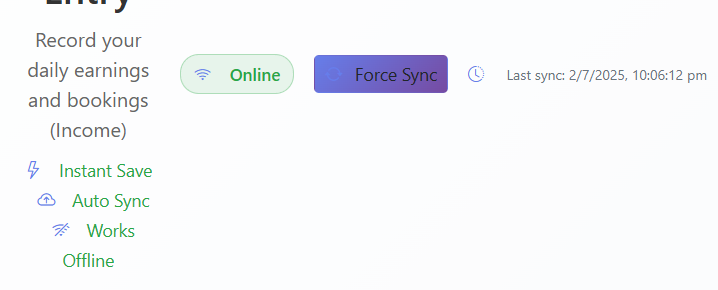 Entry
Record your
daily earnings
and bookings
(Income)
Online
Force Sync
Last sync: 2/7/2025, 10:06:12 pm
Instant Save
Auto Sync
Works
Offline